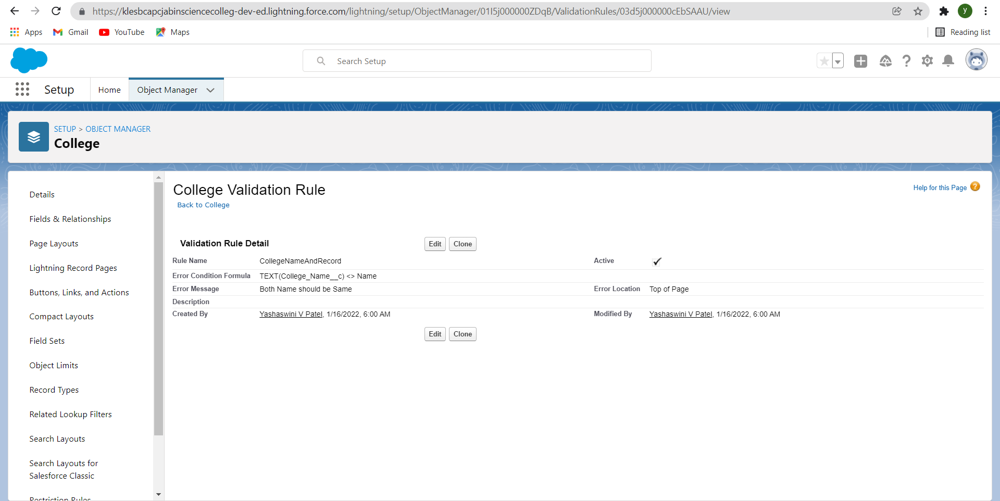 https://klesbcapcjabinsciencecolleg-dev-ed.lightning.force.com/lightning/setup/ObjectManager/01I5j000000ZDqB/ValidationRules/03d5j000000cEbSAAU/view
y
Apps Gmail YouTube Maps Reading list
Search Setup
Setup Home Object Manager
SETUP > OBJECT MANAGER
College
Details
Fields & Relationships
Page Layouts
Lightning Record Pages
Buttons, Links, and Actions
Compact Layouts
Field Sets
Object Limits
Record Types
Related Lookup Filters
Search Layouts
Search Layouts for
Salesforce Classic
Restriction Rules
College Validation Rule
Help for this Page ?
Back to College
Validation Rule Detail Edit Clone
Rule Name CollegeNameAndRecord Active
Error Condition Formula TEXT(College_Name__c) <> Name
Error Message Both Name should be Same Error Location Top of Page
Description
Created By Yashaswini V Patel, 1/16/2022, 6:00 AM Modified By Yashaswini V Patel, 1/16/2022, 6:00 AM
Edit Clone